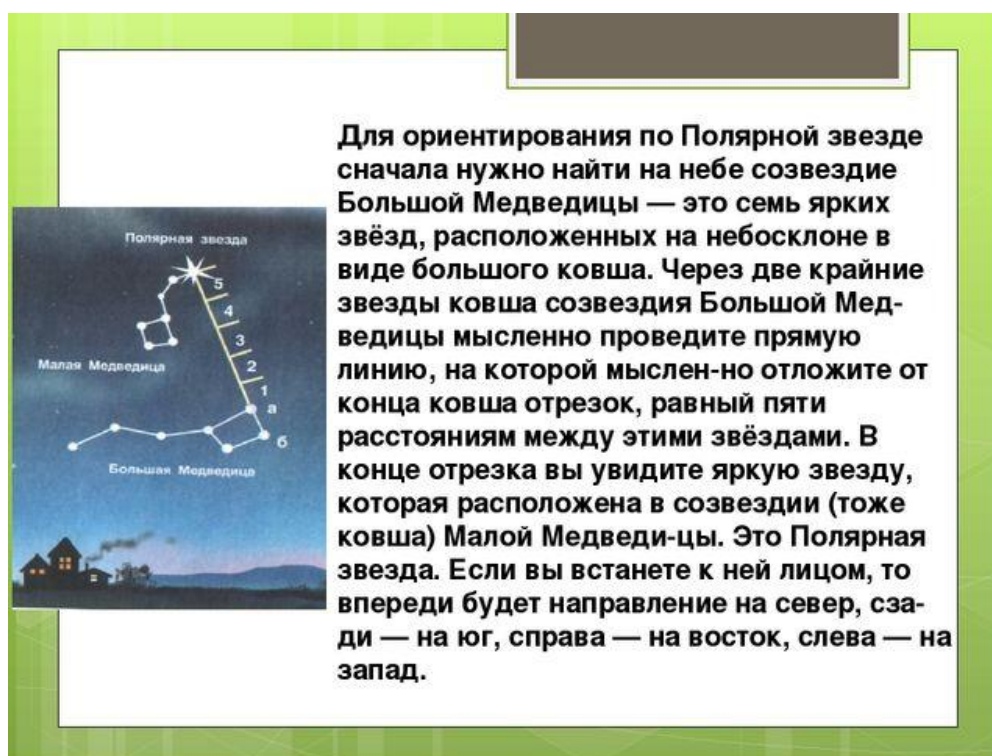 Для ориентирования по Полярной звезде
сначала нужно найти на небе созвездие
Большой Медведицы — это семь ярких
звёзд, расположенных на небосклоне в
виде большого ковша. Через две крайние
звезды ковша созвездия Большой Мед-
ведицы мысленно проведите прямую
линию, на которой мыслен-но отложите от
конца ковша отрезок, равный пяти
расстояниям между этими звёздами. В
конце отрезка вы увидите яркую звезду,
которая расположена в созвездии (тоже
ковша) Малой Медведи-цы. Это Полярная
звезда. Если вы встанете к ней лицом, то
впереди будет направление на север, сза-
ди — на юг, справа — на восток, слева — на
запад.
Полярная звезда
5
4
3
2
1
а
б
Малая Медведица
Большая Медведица